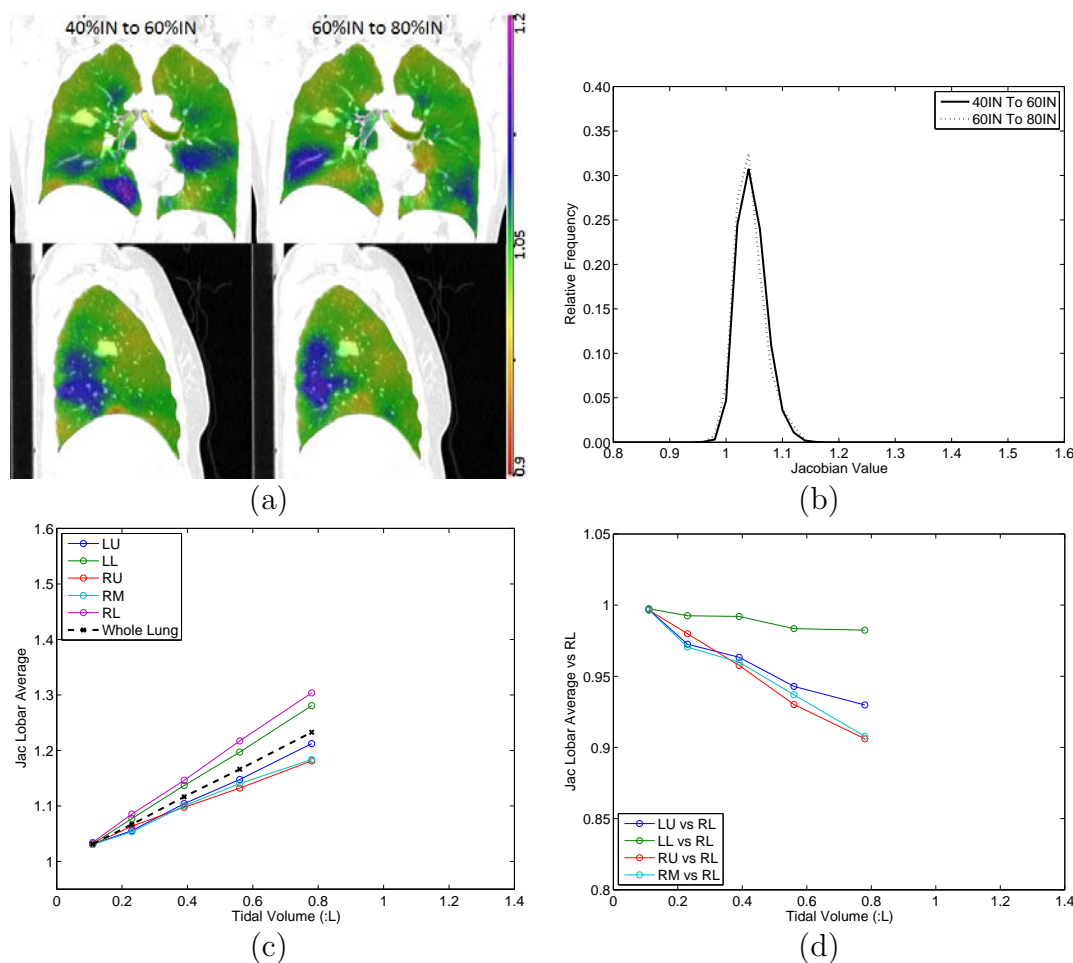 40%IN to 60%IN
60%IN to 80%IN
1.2
1.05
0.9
(a)
0.40
0.35
0.30
0.25
0.20
0.15
0.10
0.05
0.00
Relative Frequency
40IN To 60IN
60IN To 80IN
0.8 0.9 1 1.1 1.2 1.3 1.4 1.5 1.6
Jacobian Value
(b)
1.6
1.5
1.4
1.3
1.2
1.1
1
Jac Lobar Average
LU
LL
RU
RM
RL
Whole Lung
0 0.2 0.4 0.6 0.8 1 1.2 1.4
Tidal Volume (:L)
(c)
1.05
1
0.95
0.9
0.85
0.8
Jac Lobar Average vs RL
LU vs RL
LL vs RL
RU vs RL
RM vs RL
0 0.2 0.4 0.6 0.8 1 1.2 1.4
Tidal Volume (:L)
(d)